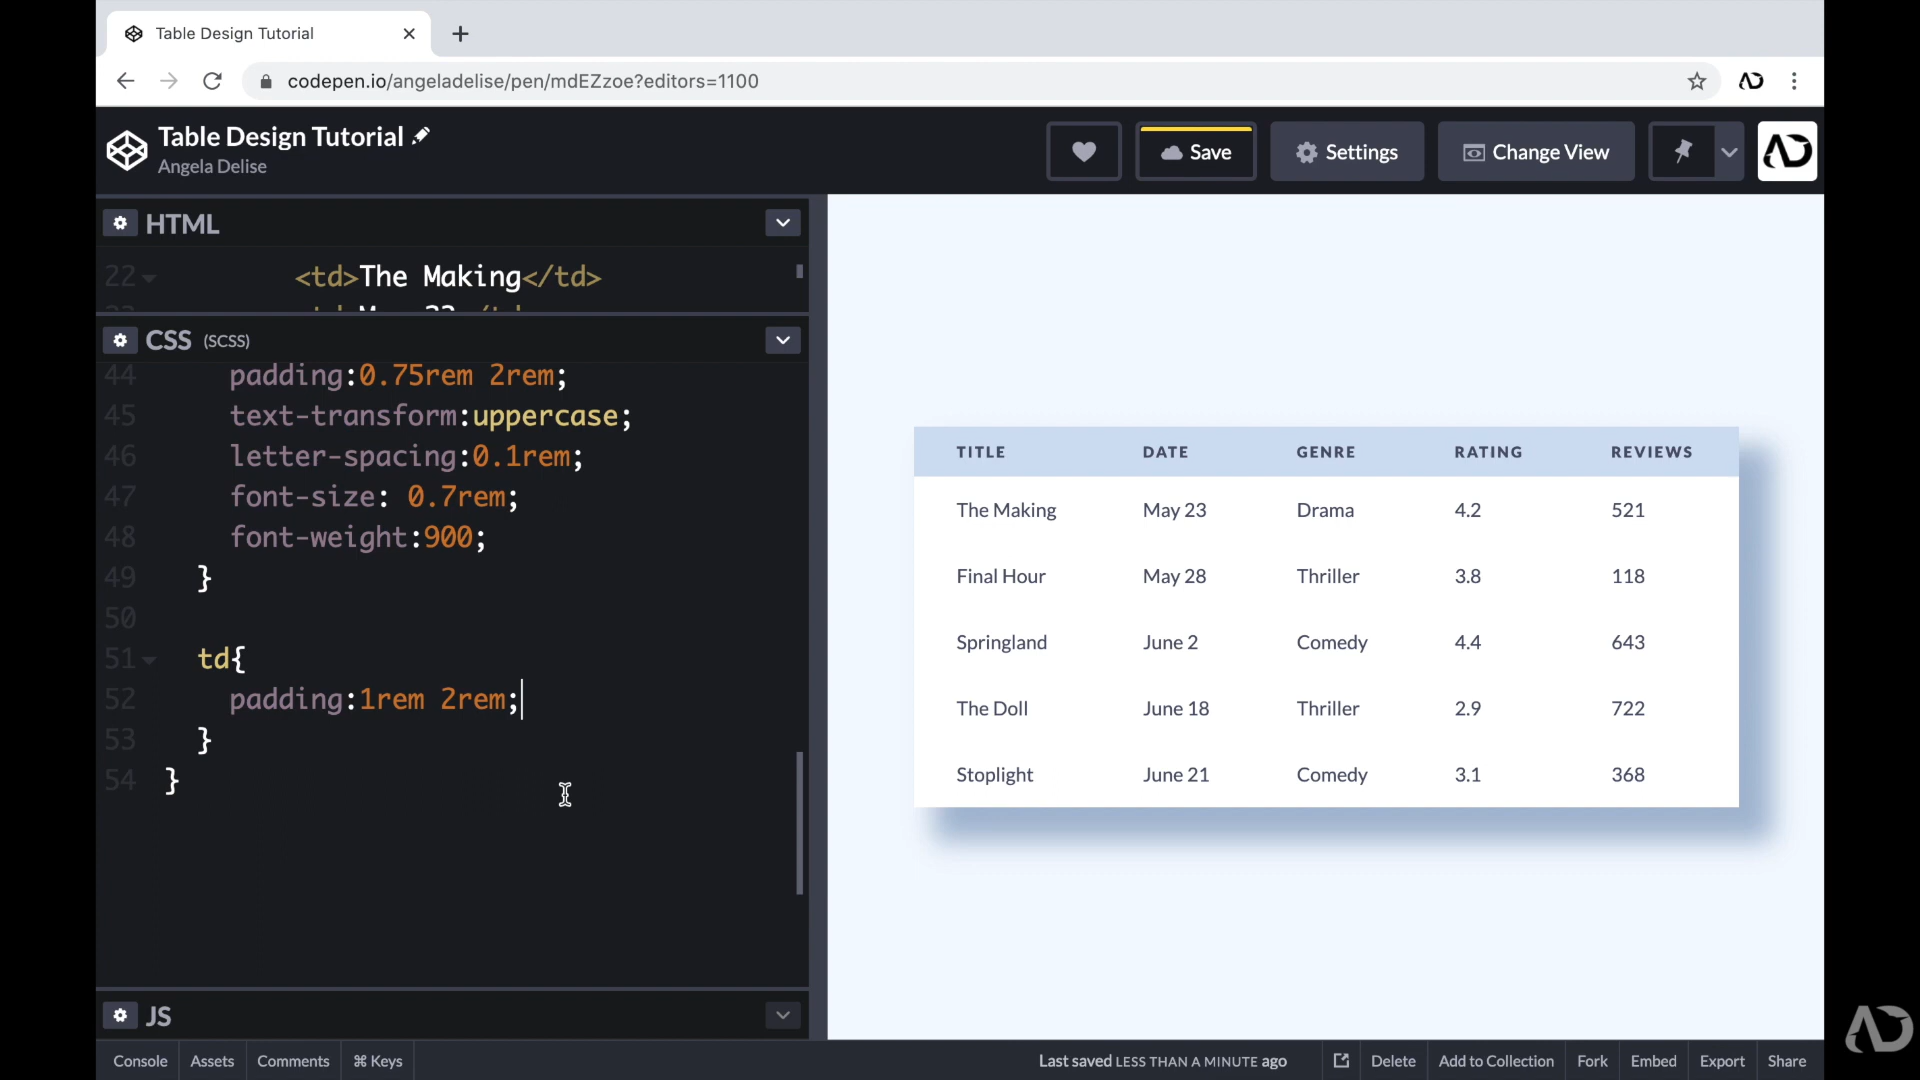 Table Design Tutorial
codepen.io/angeladelise/pen/mdEZzoe?editors=1100
Table Design Tutorial
Angela Delise
Save
Settings
Change View
HTML
22
<td>The Making</td>
CSS (SCSS)
44 padding:0.75rem 2rem;
45 text-transform:uppercase;
46 letter-spacing:0.1rem;
47 font-size: 0.7rem;
48 font-weight:900;
49 }
50
51 td{
52 padding:1rem 2rem;
53 }
54 }
JS
TITLE DATE GENRE RATING REVIEWS
The Making May 23 Drama 4.2 521
Final Hour May 28 Thriller 3.8 118
Springland June 2 Comedy 4.4 643
The Doll June 18 Thriller 2.9 722
Stoplight June 21 Comedy 3.1 368
Console Assets Comments ⌘ Keys Last saved LESS THAN A MINUTE ago Delete Add to Collection Fork Embed Export Share